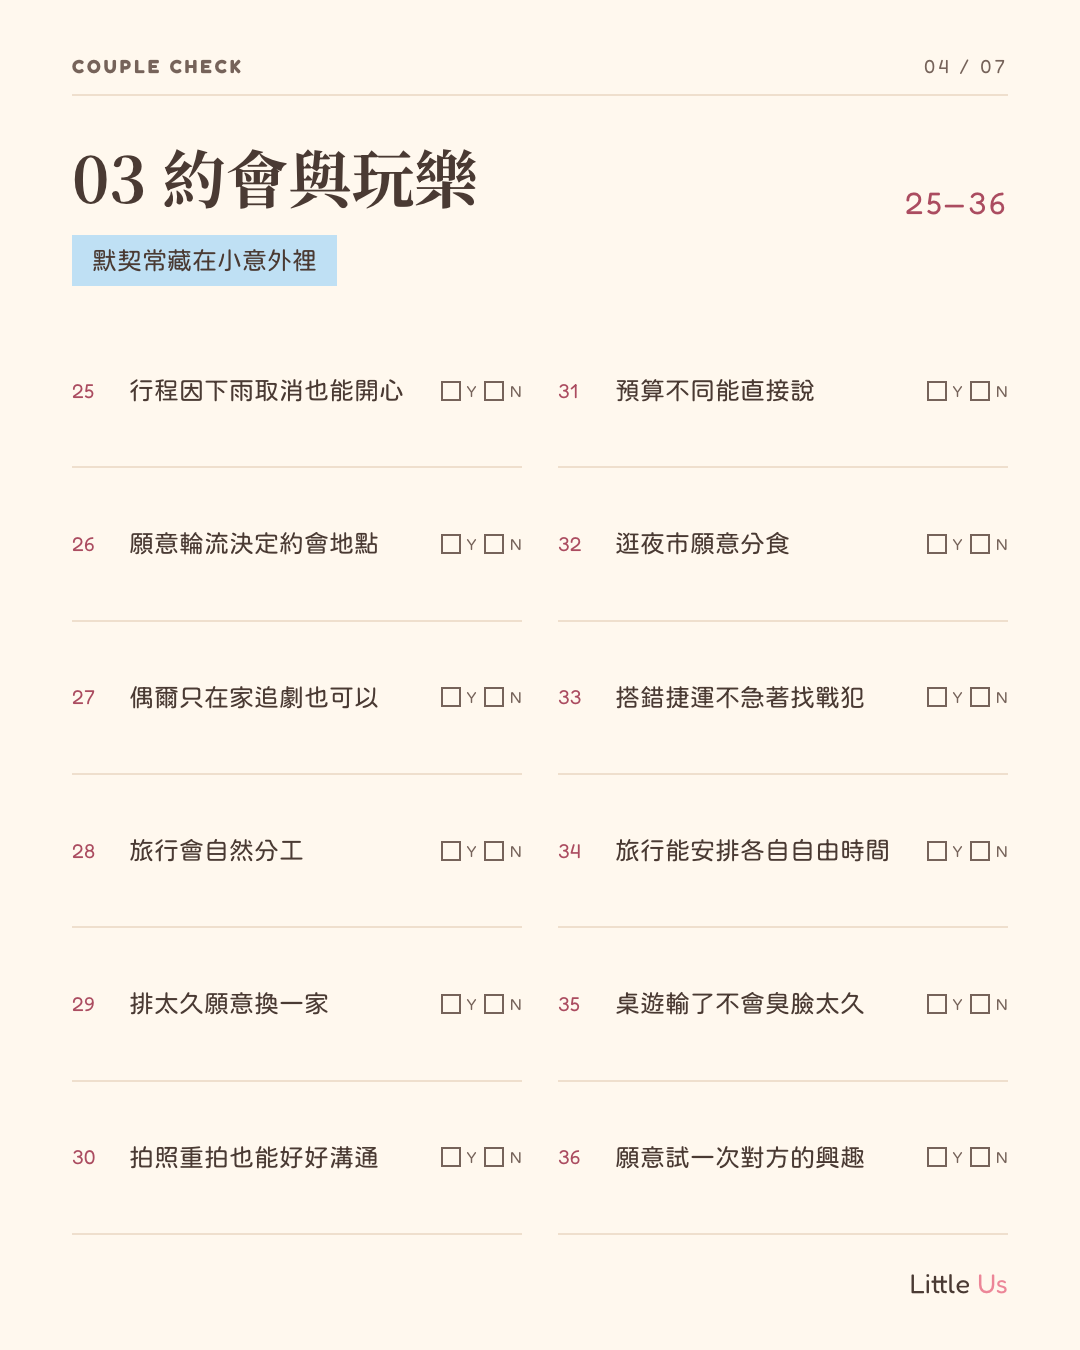 COUPLE CHECK
04 / 07
03 約會與玩樂
25–36
默契常藏在小意外裡
25 行程因下雨取消也能開心 □ Y □ N
26 願意輪流決定約會地點 □ Y □ N
27 偶爾只在家追劇也可以 □ Y □ N
28 旅行會自然分工 □ Y □ N
29 排太久願意換一家 □ Y □ N
30 拍照重拍也能好好溝通 □ Y □ N
31 預算不同能直接說 □ Y □ N
32 逛夜市願意分食 □ Y □ N
33 搭錯捷運不急著找戰犯 □ Y □ N
34 旅行能安排各自自由時間 □ Y □ N
35 桌遊輸了不會臭臉太久 □ Y □ N
36 願意試一次對方的興趣 □ Y □ N
Little Us